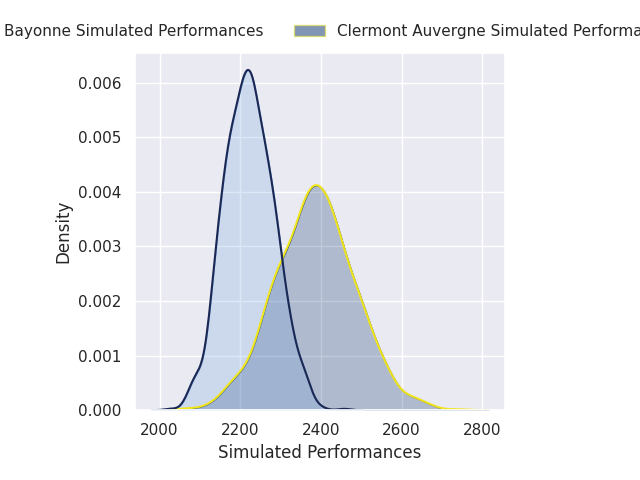 Bayonne Simulated Performances
Clermont Auvergne Simulated Performa
0.006
0.005
0.004
0.003
0.002
0.001
0.000
Density
2000 2200 2400 2600 2800
Simulated Performances